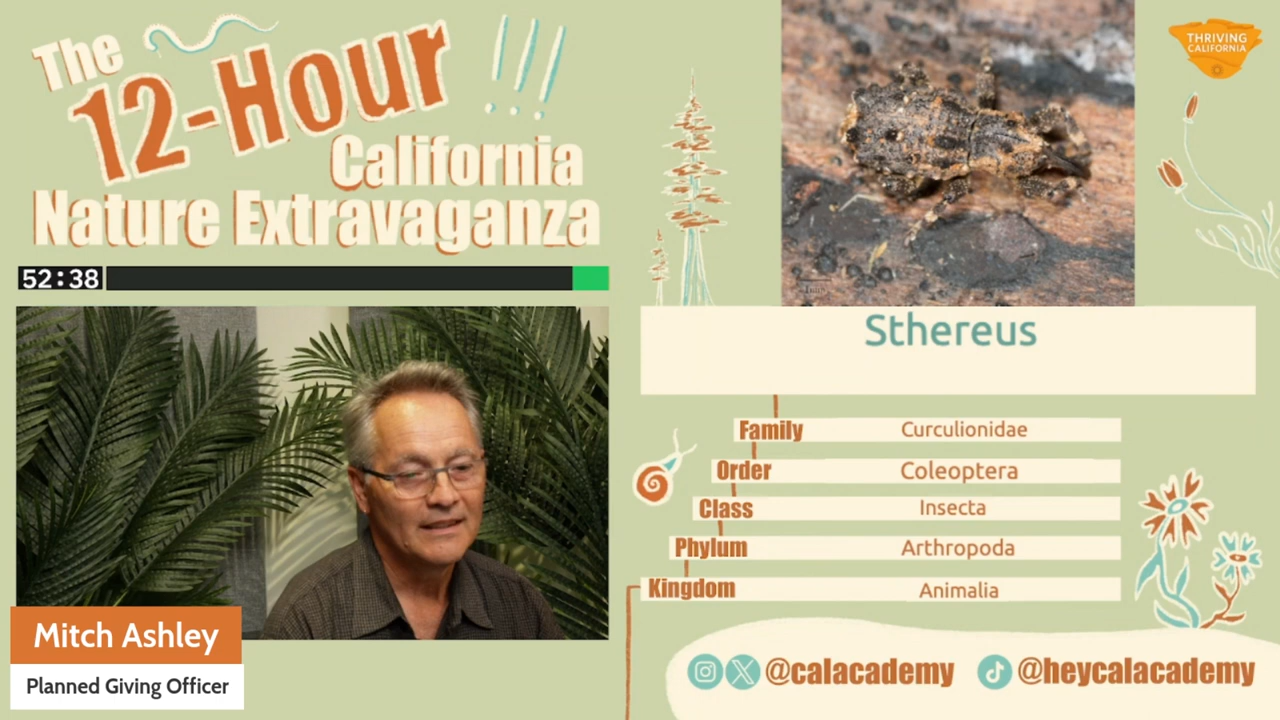 The
12-Hour
!!!
California
Nature Extravaganza
THRIVING
CALIFORNIA
52:38
Sthereus
Family Curculionidae
Order Coleoptera
Class Insecta
Phylum Arthropoda
Kingdom Animalia
Mitch Ashley
Planned Giving Officer
@calacademy @heycalacademy